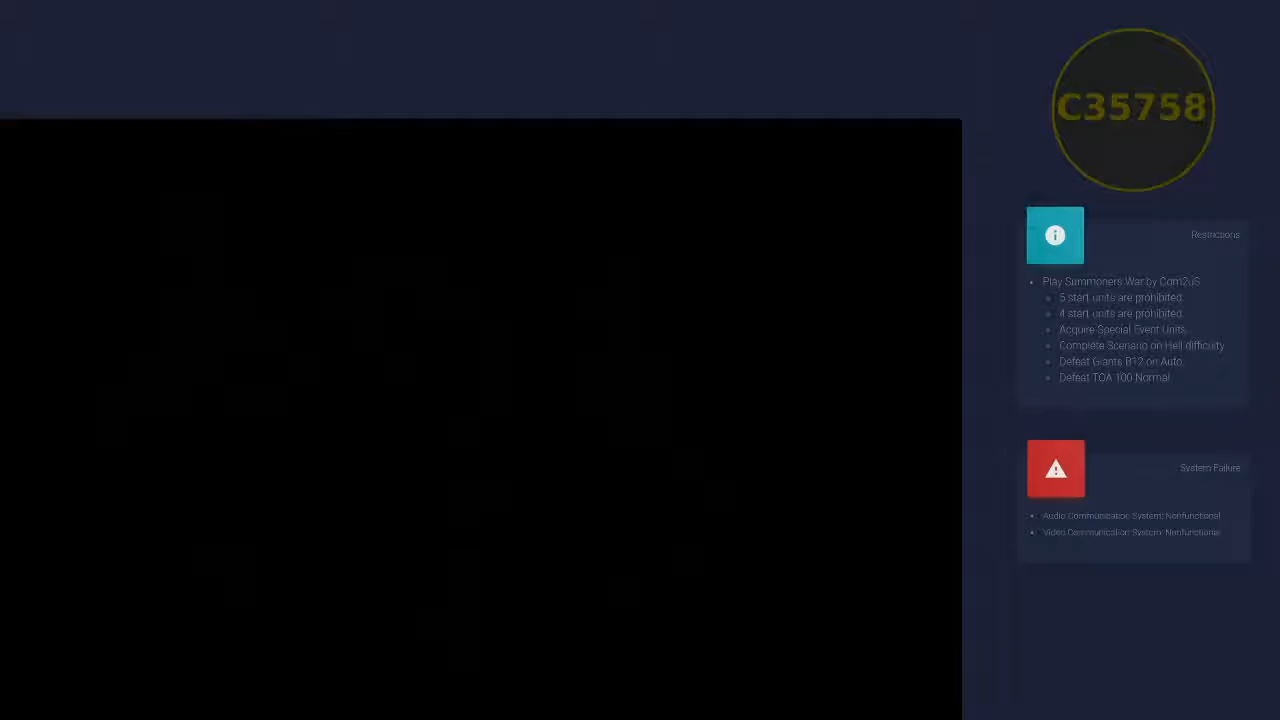 C35758
Restrictions
Play Summoners War by Com2uS
5 start units are prohibited.
4 start units are prohibited.
Acquire Special Event Units.
Complete Scenario on Hell difficulty
Defeat Giants B12 on Auto.
Defeat TOA 100 Normal
System Failure
Audio Communication System: Nonfunctional
Video Communication System: Nonfunctional